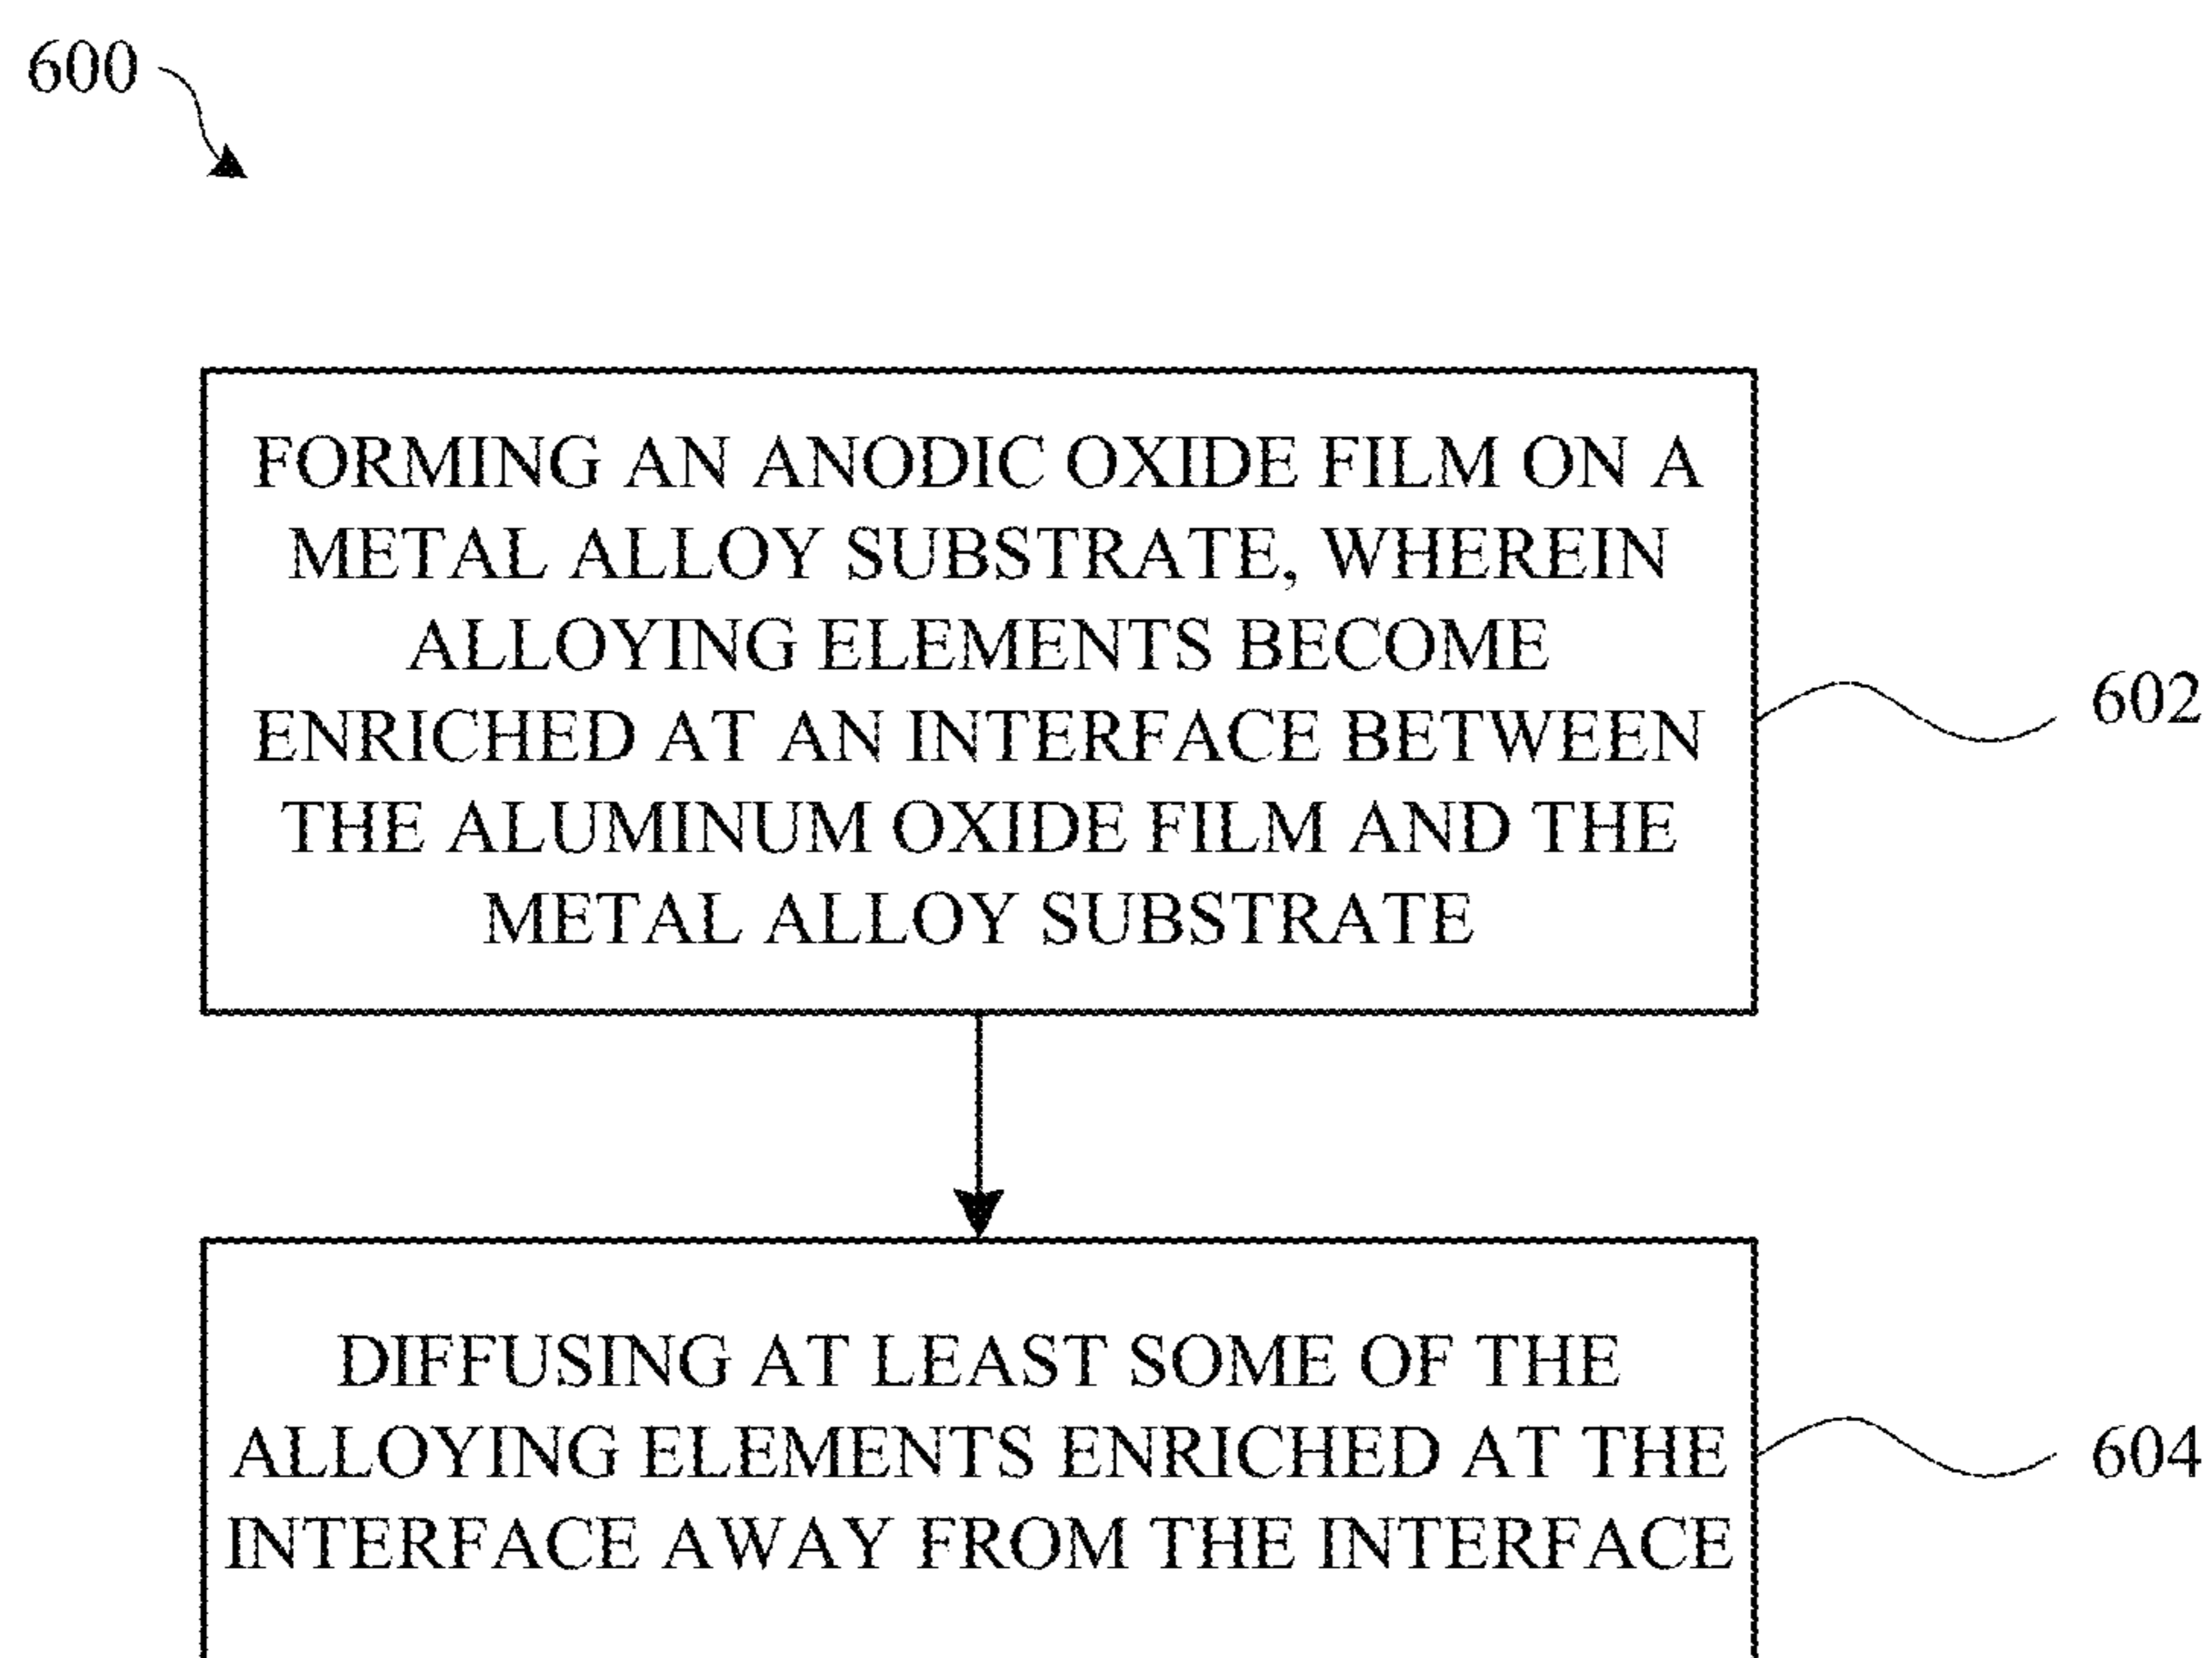 600
FORMING AN ANODIC OXIDE FILM ON A
METAL ALLOY SUBSTRATE, WHEREIN
ALLOYING ELEMENTS BECOME
ENRICHED AT AN INTERFACE BETWEEN
THE ALUMINUM OXIDE FILM AND THE
METAL ALLOY SUBSTRATE
602
DIFFUSING AT LEAST SOME OF THE
ALLOYING ELEMENTS ENRICHED AT THE
INTERFACE AWAY FROM THE INTERFACE
604